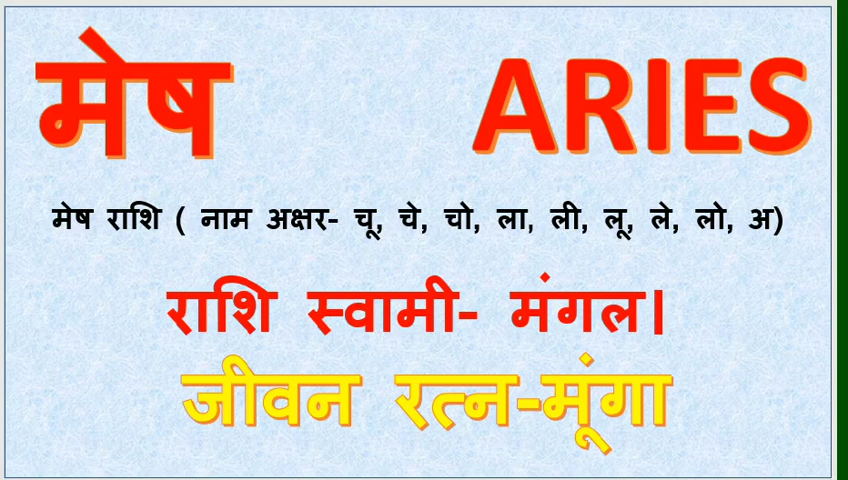 मेष ARIES
मेष राशि ( नाम अक्षर- चू, चे, चो, ला, ली, लू, ले, लो, अ)
राशि स्वामी- मंगल।
जीवन रत्न-मूंगा